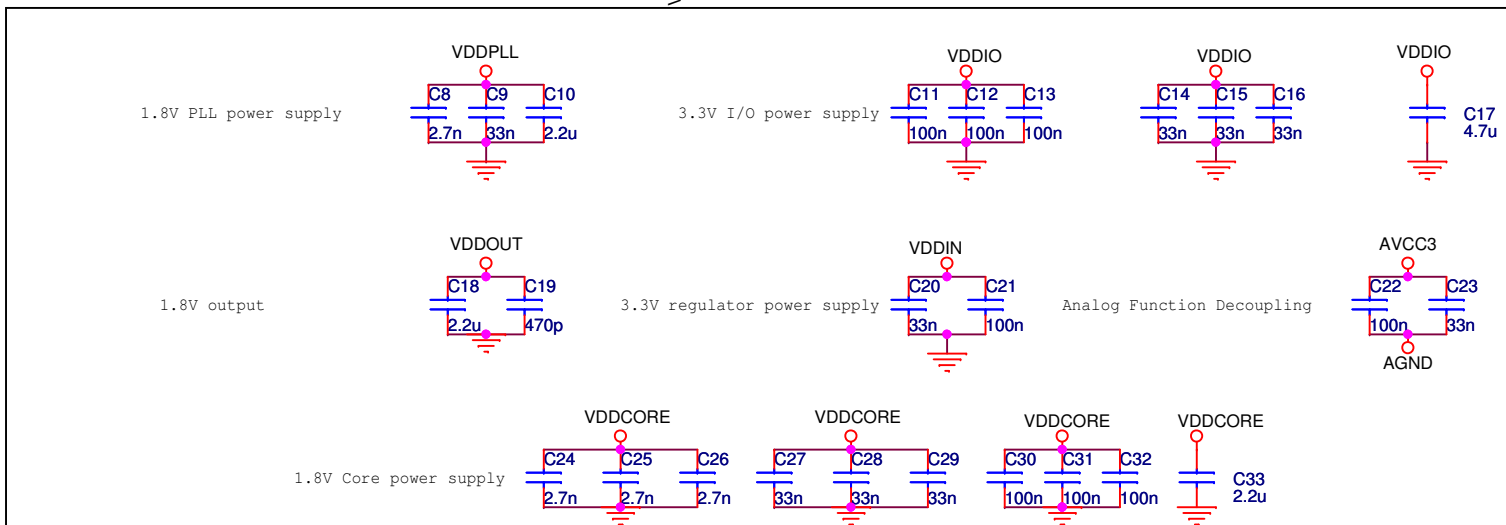 VDDPLL
VDDIO
VDDIO
VDDIO
1.8V PLL power supply
C8
C9
C10
2.7n
33n
2.2u
3.3V I/O power supply
C11
C12
C13
100n
100n
100n
C14
C15
C16
33n
33n
33n
C17
4.7u
VDDOUT
VDDIN
AVCC3
1.8V output
C18
C19
2.2u
470p
3.3V regulator power supply
C20
C21
33n
100n
Analog Function Decoupling
C22
C23
100n
33n
AGND
VDDCORE
VDDCORE
VDDCORE
VDDCORE
1.8V Core power supply
C24
C25
C26
2.7n
2.7n
2.7n
C27
C28
C29
33n
33n
33n
C30
C31
C32
100n
100n
100n
C33
2.2u